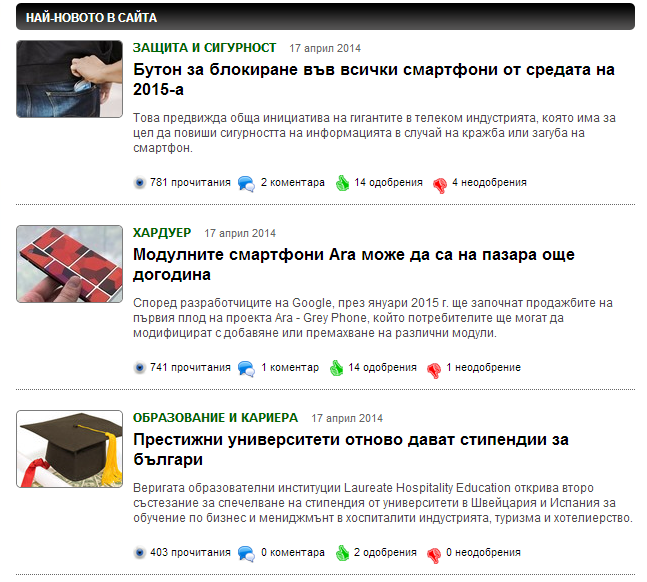 НАЙ-НОВОТО В САЙТА
ЗАЩИТА И СИГУРНОСТ 17 април 2014
Бутон за блокиране във всички смартфони от средата на
2015-а
Това предвижда обща инициатива на гигантите в телеком индустрията, която има за
цел да повиши сигурността на информацията в случай на кражба или загуба на
смартфон.
781 прочитания 2 коментара 14 одобрения 4 неодобрения
ХАРДУЕР 17 април 2014
Модулните смартфони Ara може да са на пазара още
догодина
Според разработчиците на Google, през януари 2015 г. ще започнат продажбите на
първия плод на проекта Ara - Grey Phone, който потребителите ще могат да
модифицират с добавяне или премахване на различни модули.
741 прочитания 1 коментар 14 одобрения 1 неодобрение
ОБРАЗОВАНИЕ И КАРИЕРА 17 април 2014
Престижни университети отново дават стипендии за
българи
Веригата образователни институции Laureate Hospitality Education открива второ
състезание за спечелване на стипендия от университети в Швейцария и Испания за
обучение по бизнес и мениджмънт в хоспиталити индустрията, туризма и хотелиерство.
403 прочитания 0 коментара 2 одобрения 0 неодобрения